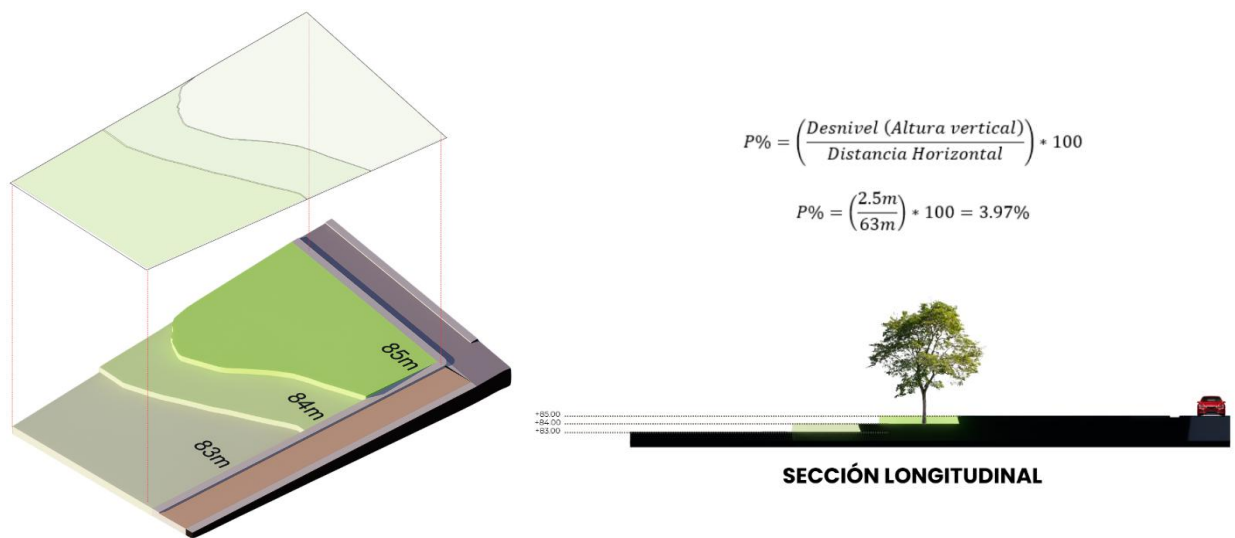 85m
84m
83m
P% = (Desnivel (Altura vertical) / Distancia Horizontal) * 100
P% = (2.5m / 63m) * 100 = 3.97%
+85.00
+84.00
+83.00
SECCIÓN LONGITUDINAL